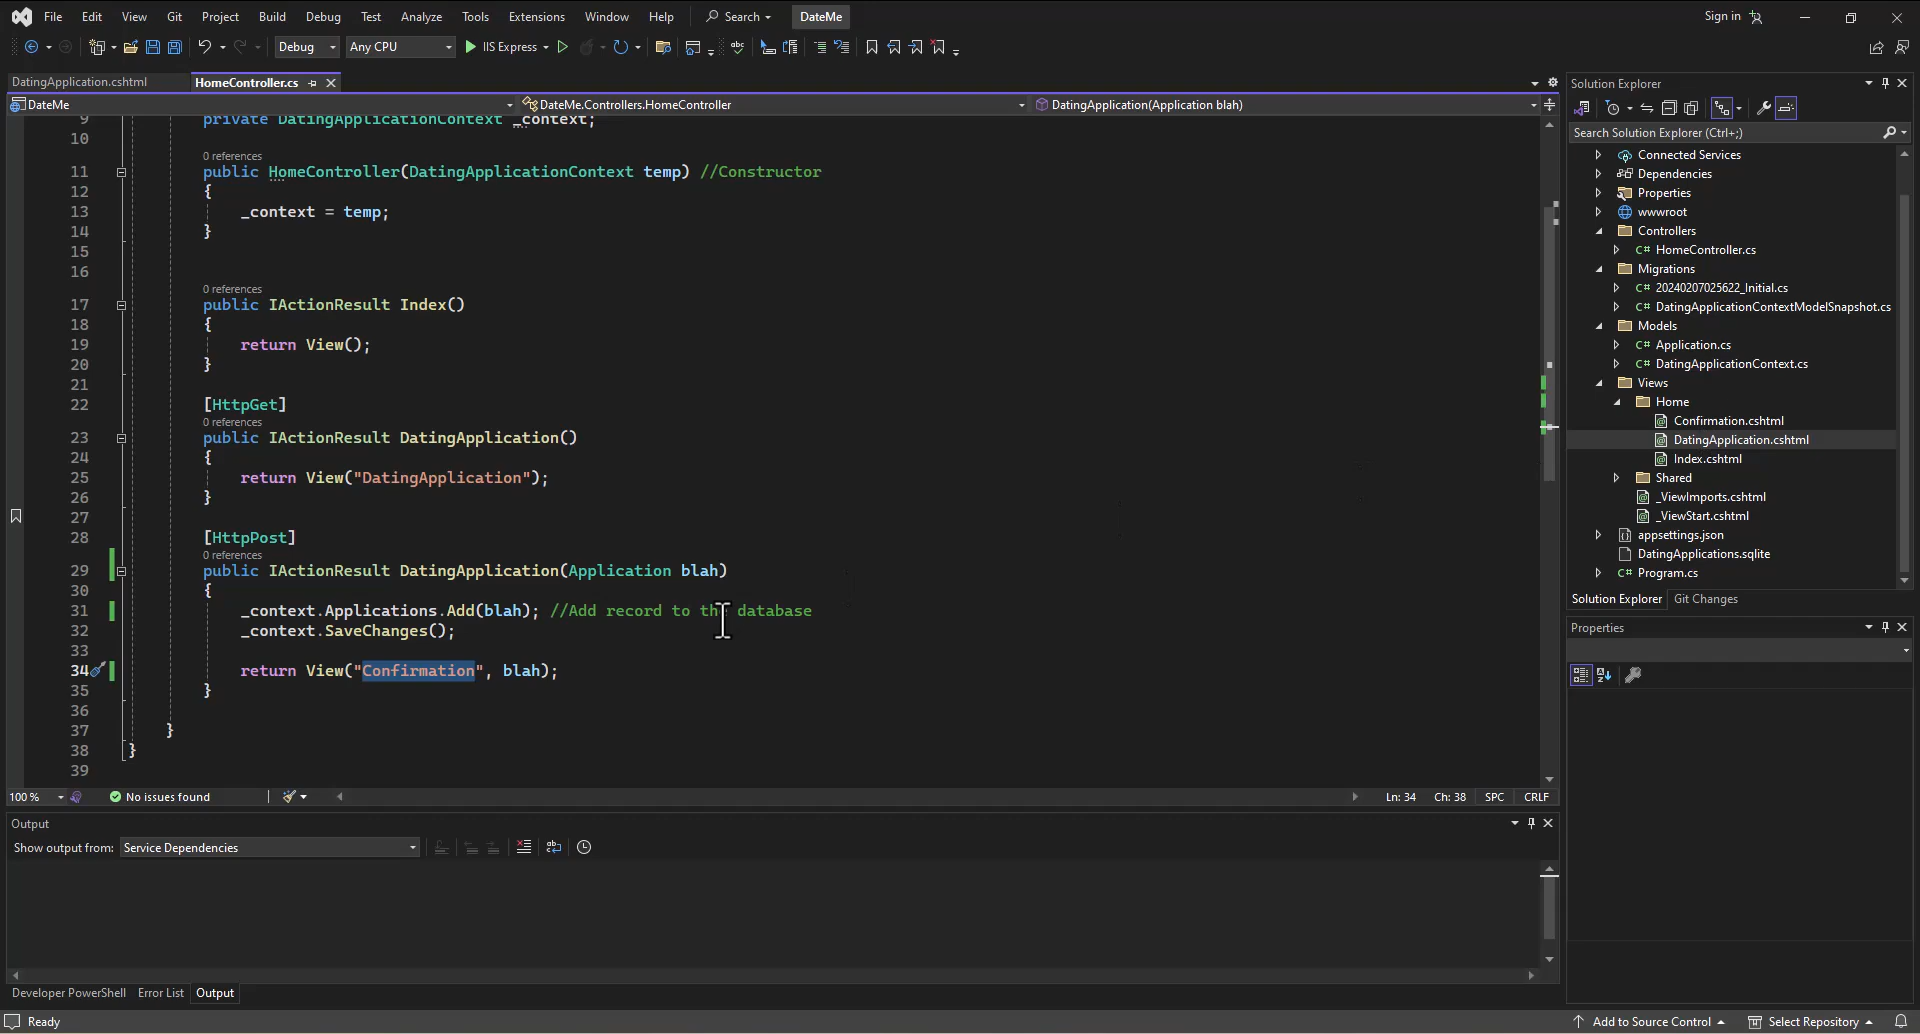 File Edit View Git Project Build Debug Test Analyze Tools Extensions Window Help Search DateMe Sign in
Debug Any CPU IIS Express
DatingApplication.cshtml HomeController.cs
DateMe DateMe.Controllers.HomeController DatingApplication(Application blah)
9 private DatingApplicationContext _context;
10
0 references
11 public HomeController(DatingApplicationContext temp) //Constructor
12 {
13 _context = temp;
14 }
15
16
0 references
17 public IActionResult Index()
18 {
19 return View();
20 }
21
22 [HttpGet]
0 references
23 public IActionResult DatingApplication()
24 {
25 return View("DatingApplication");
26 }
27
28 [HttpPost]
0 references
29 public IActionResult DatingApplication(Application blah)
30 {
31 _context.Applications.Add(blah); //Add record to the database
32 _context.SaveChanges();
33
34 return View("Confirmation", blah);
35 }
36
37 }
38 }
39
100 % No issues found Ln: 34 Ch: 38 SPC CRLF
Output
Show output from: Service Dependencies
Developer PowerShell Error List Output
Ready Add to Source Control Select Repository
Solution Explorer
Search Solution Explorer (Ctrl+;)
Connected Services
Dependencies
Properties
wwwroot
Controllers
C# HomeController.cs
Migrations
C# 20240207025622_Initial.cs
C# DatingApplicationContextModelSnapshot.cs
Models
C# Application.cs
C# DatingApplicationContext.cs
Views
Home
Confirmation.cshtml
DatingApplication.cshtml
Index.cshtml
Shared
_ViewImports.cshtml
_ViewStart.cshtml
appsettings.json
DatingApplications.sqlite
C# Program.cs
Solution Explorer Git Changes
Properties